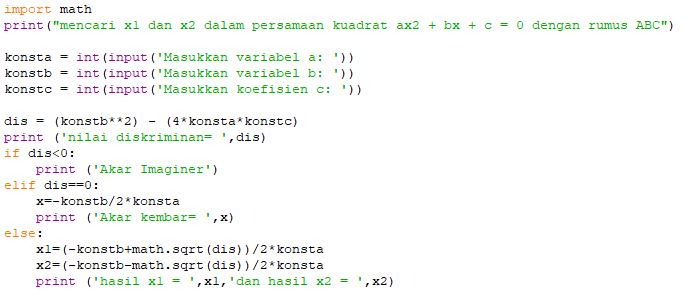 import math
print("mencari x1 dan x2 dalam persamaan kuadrat ax2 + bx + c = 0 dengan rumus ABC")
konsta = int(input('Masukkan variabel a: '))
konstb = int(input('Masukkan variabel b: '))
konstc = int(input('Masukkan koefisien c: '))
dis = (konstb**2) - (4*konsta*konstc)
print ('nilai diskriminan= ',dis)
if dis<0:
    print ('Akar Imaginer')
elif dis==0:
    x=-konstb/2*konsta
    print ('Akar kembar= ',x)
else:
    x1=(-konstb+math.sqrt(dis))/2*konsta
    x2=(-konstb-math.sqrt(dis))/2*konsta
    print ('hasil x1 = ',x1,'dan hasil x2 = ',x2)